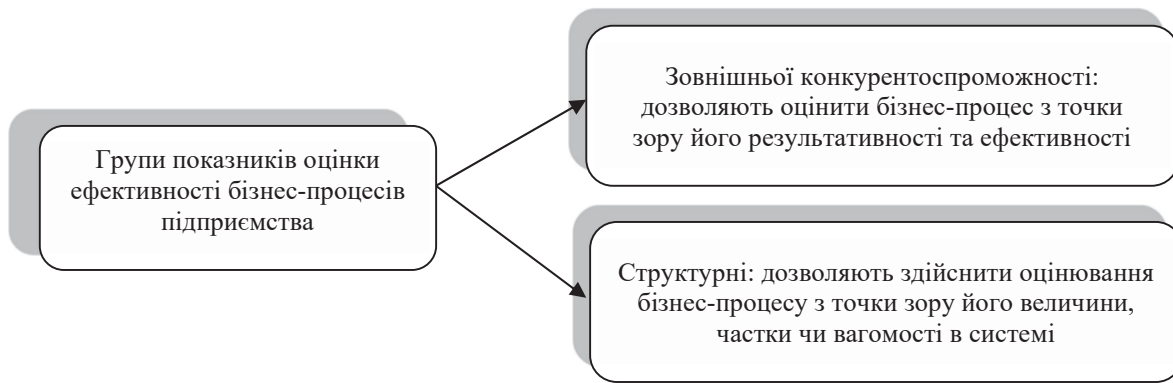 Групи показників оцінки
ефективності бізнес-процесів
підприємства
Зовнішньої конкурентоспроможності:
дозволяють оцінити бізнес-процес з точки
зору його результативності та ефективності
Структурні: дозволяють здійснити оцінювання
бізнес-процесу з точки зору його величини,
частки чи вагомості в системі